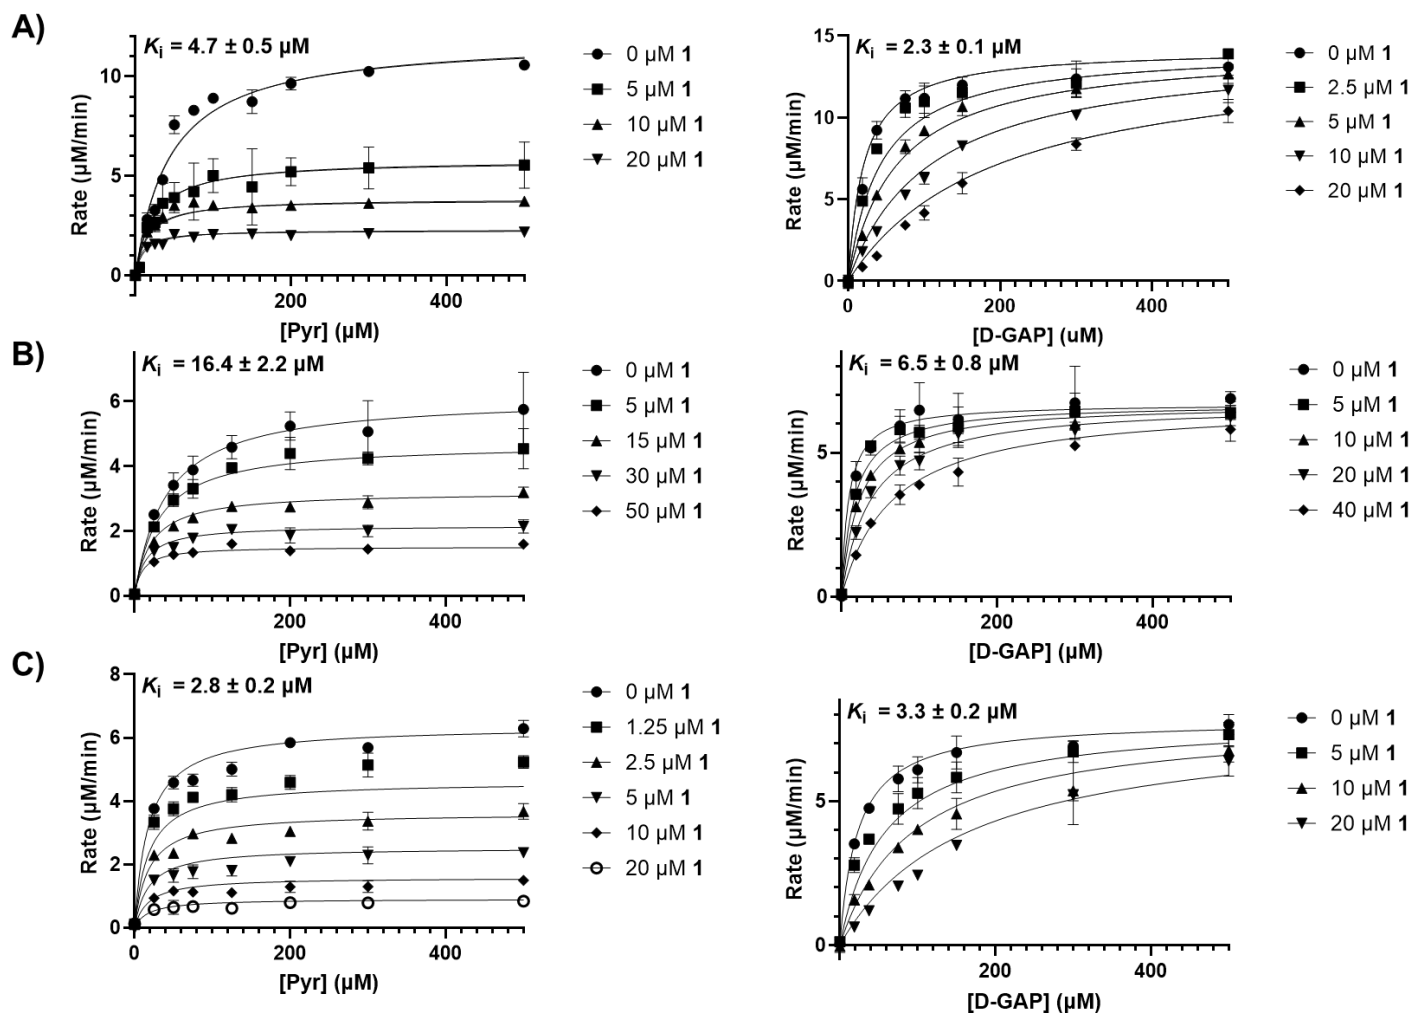 A)
Ki = 4.7 ± 0.5 µM
Rate (µM/min)
10
5
0
200
400
[Pyr] (µM)
0 µM 1
5 µM 1
10 µM 1
20 µM 1
Ki = 2.3 ± 0.1 µM
Rate (µM/min)
15
10
5
0
0
200
400
[D-GAP] (uM)
0 µM 1
2.5 µM 1
5 µM 1
10 µM 1
20 µM 1
B)
Ki = 16.4 ± 2.2 µM
Rate (µM/min)
6
4
2
0
200
400
[Pyr] (µM)
0 µM 1
5 µM 1
15 µM 1
30 µM 1
50 µM 1
Ki = 6.5 ± 0.8 µM
Rate (µM/min)
5
0
200
400
[D-GAP] (µM)
0 µM 1
5 µM 1
10 µM 1
20 µM 1
40 µM 1
C)
Ki = 2.8 ± 0.2 µM
Rate (µM/min)
8
6
4
2
0
0
200
400
[Pyr] (µM)
0 µM 1
1.25 µM 1
2.5 µM 1
5 µM 1
10 µM 1
20 µM 1
Ki = 3.3 ± 0.2 µM
Rate (µM/min)
5
0
200
400
[D-GAP] (µM)
0 µM 1
5 µM 1
10 µM 1
20 µM 1